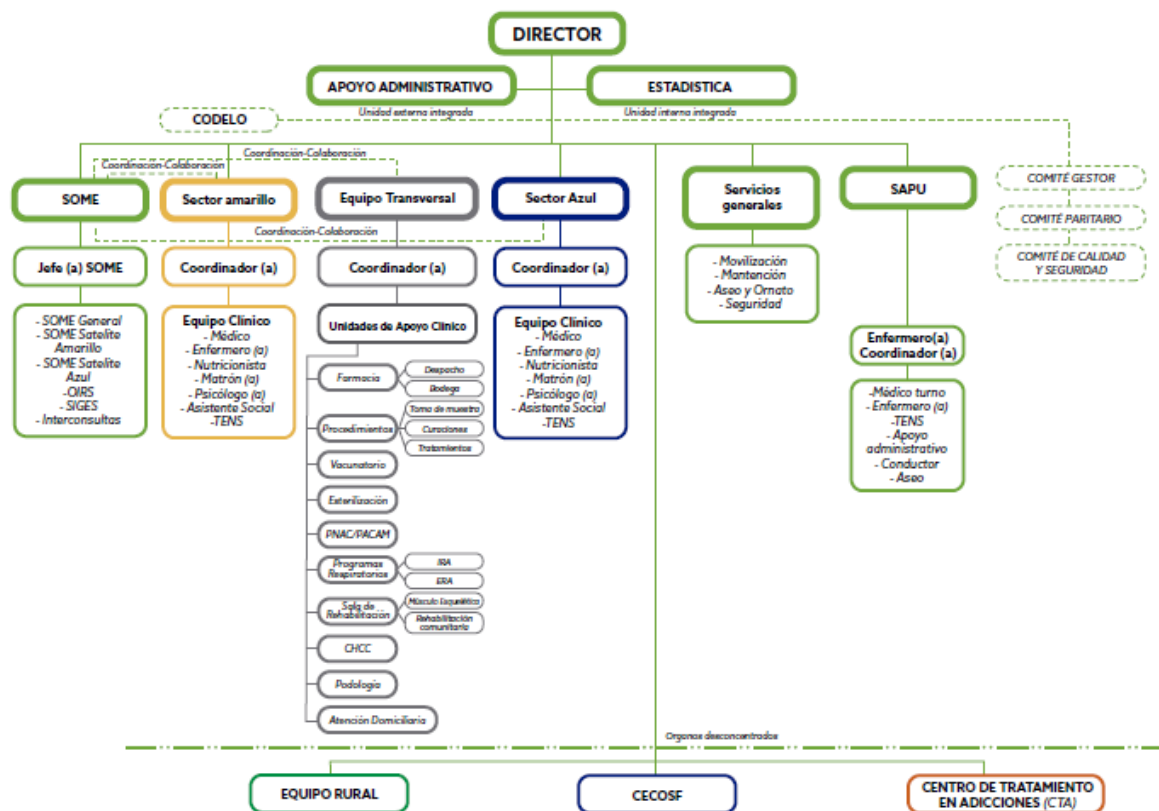 DIRECTOR
APOYO ADMINISTRATIVO
ESTADISTICA
Unidad externa integrada
Unidad interna integrada
CODELO
Coordinación-Colaboración
Coordinación-Colaboración
SOME
Sector amarillo
Equipo Transversal
Sector Azul
Servicios
generales
SAPU
COMITÉ GESTOR
COMITÉ PARITARIO
COMITÉ DE CALIDAD
Y SEGURIDAD
Coordinación-Colaboración
Jefe (a) SOME
Coordinador (a)
Coordinador (a)
Coordinador (a)
- Movilización
- Mantención
- Aseo y Ornato
- Seguridad
- SOME General
- SOME Satelite
Amarillo
- SOME Satelite
Azul
- OIRS
- SIGES
- Interconsultas
Equipo Clínico
- Médico
- Enfermero (a)
- Nutricionista
- Matrón (a)
- Psicólogo (a)
- Asistente Social
-TENS
Unidades de Apoyo Clínico
Farmacia
Despacho
Bodega
Procedimientos
Toma de muestra
Curaciones
Tratamientos
Vacunatorio
Esterilización
PNAC/PACAM
Programas
Respiratorios
IRA
ERA
Sala de
Rehabilitación
Músculo Esquelética
Rehabilitación
comunitaria
CHCC
Podología
Atención Domiciliaria
Equipo Clínico
- Médico
- Enfermero (a)
- Nutricionista
- Matrón (a)
- Psicólogo (a)
- Asistente Social
-TENS
Enfermero(a)
Coordinador (a)
-Médico turno
- Enfermero (a)
-TENS
- Apoyo
administrativo
- Conductor
- Aseo
Organos desconcentrados
EQUIPO RURAL
CECOSF
CENTRO DE TRATAMIENTO
EN ADICCIONES (CTA)